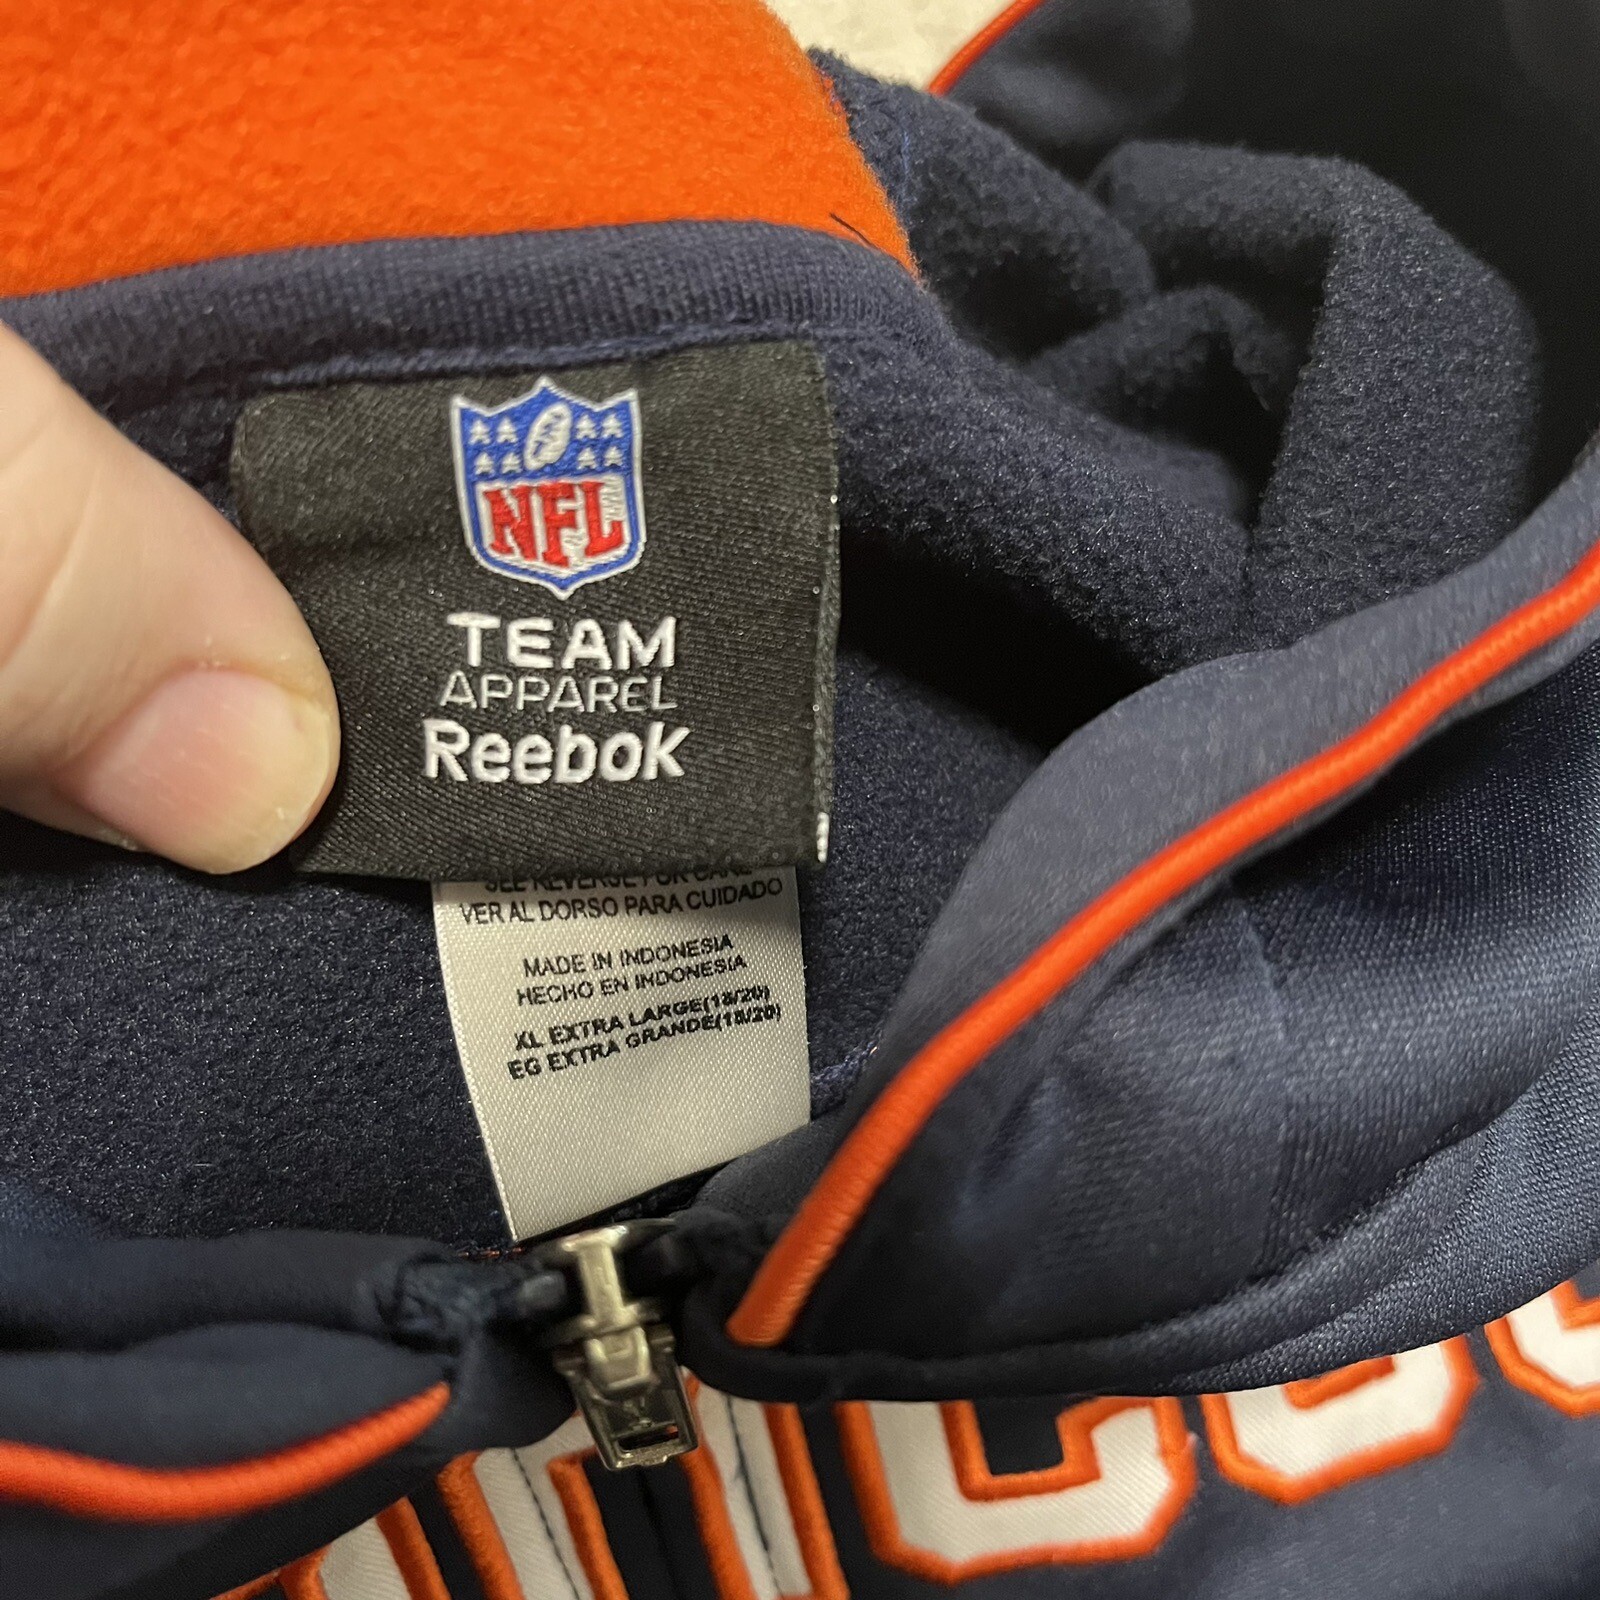 NFL
TEAM
APPAREL
Reebok
SEE REVERSE FOR CARE
VER AL DORSO PARA CUIDADO
MADE IN INDONESIA
HECHO EN INDONESIA
XL EXTRA LARGE(18/20)
EG EXTRA GRANDE(18/20)